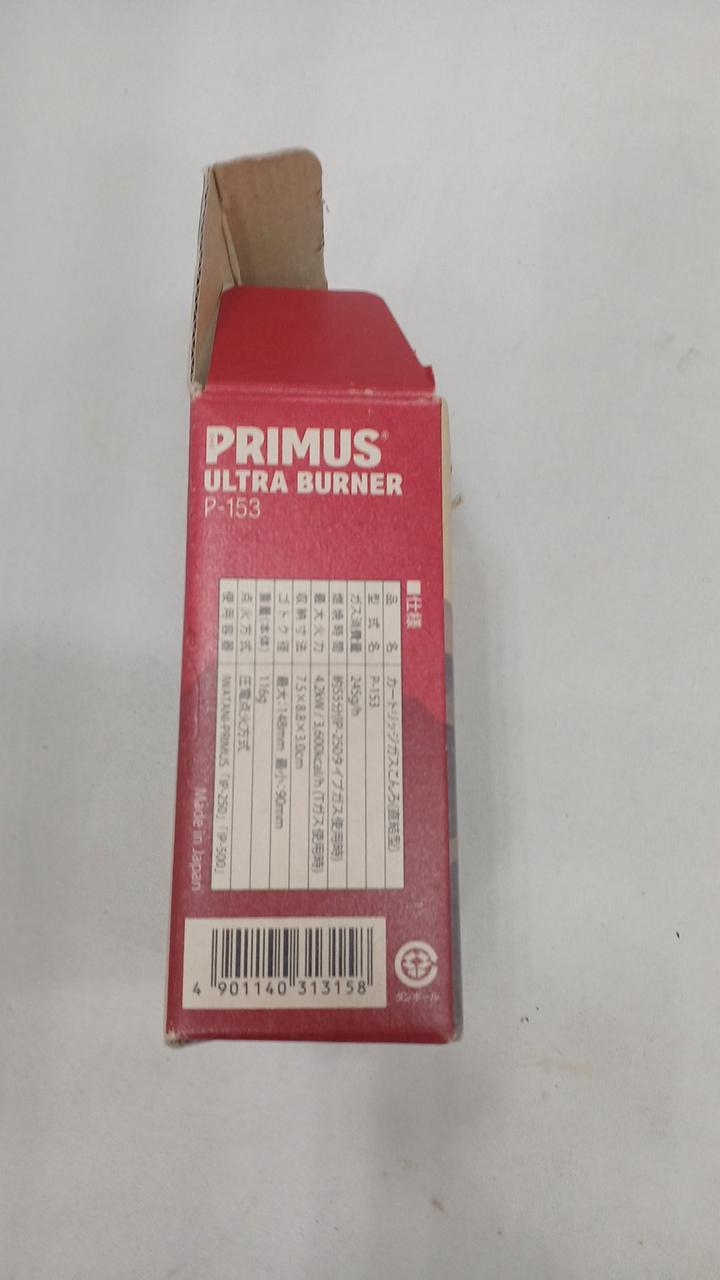 PRIMUS®
ULTRA BURNER
P-153
■仕様
品名 カートリッジガスこんろ(直結型)
型式名 P-153
ガス消費量 245g/h
燃焼時間 約55分(IP-250タイプガス使用時)
最大火力 4.2kW / 3,600kcal/h (Tガス使用時)
収納寸法 7.5×8.8×3.0cm
ゴトク径 最大:148mm 最小:90mm
重量(本体) 116g
点火方式 圧電点火方式
使用容器 IWATANI-PRIMUS 「IP-250」「IP-500」
Made in Japan
4 901140 313158
ダンボール